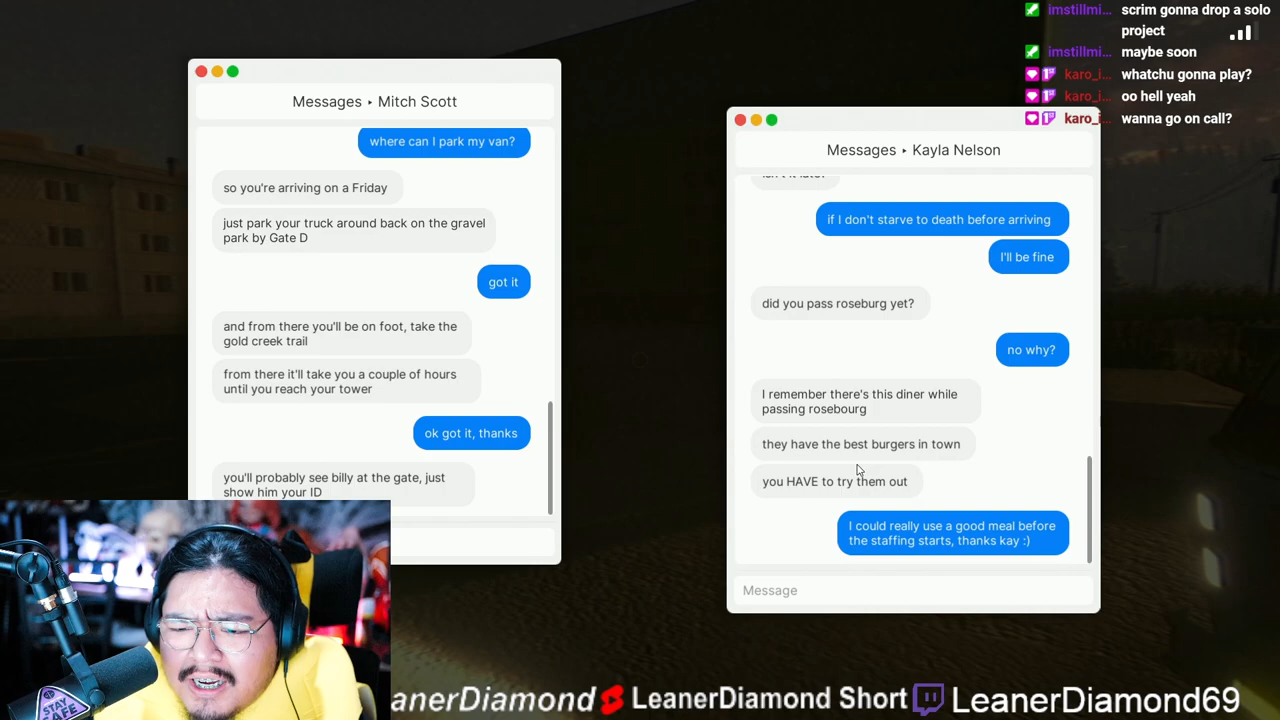 Messages ▸ Mitch Scott
where can I park my van?
so you're arriving on a Friday
just park your truck around back on the gravel
park by Gate D
got it
and from there you'll be on foot, take the
gold creek trail
from there it'll take you a couple of hours
until you reach your tower
ok got it, thanks
you'll probably see billy at the gate, just
show him your ID
Messages ▸ Kayla Nelson
isn't it late?
if I don't starve to death before arriving
I'll be fine
did you pass roseburg yet?
no why?
I remember there's this diner while
passing rosebourg
they have the best burgers in town
you HAVE to try them out
I could really use a good meal before
the staffing starts, thanks kay :)
Message
imstillmi... scrim gonna drop a solo
project
imstillmi... maybe soon
karo_i... whatchu gonna play?
karo_i... oo hell yeah
karo_i... wanna go on call?
STAY SAFE
eanerDiamond LeanerDiamond Short LeanerDiamond69